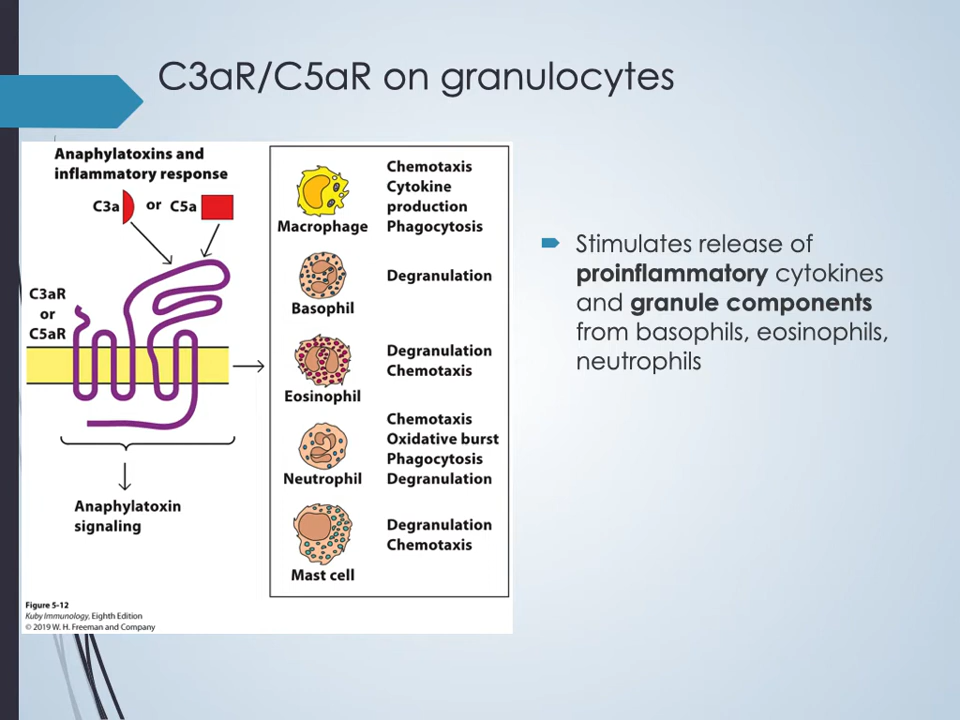 C3aR/C5aR on granulocytes
Anaphylatoxins and
inflammatory response
C3a or C5a
C3aR
or
C5aR
Anaphylatoxin
signaling
Macrophage
Chemotaxis
Cytokine
production
Phagocytosis
Basophil
Degranulation
Eosinophil
Degranulation
Chemotaxis
Neutrophil
Chemotaxis
Oxidative burst
Phagocytosis
Degranulation
Mast cell
Degranulation
Chemotaxis
Figure 5-12
Kuby Immunology, Eighth Edition
© 2019 W. H. Freeman and Company
Stimulates release of
proinflammatory cytokines
and granule components
from basophils, eosinophils,
neutrophils